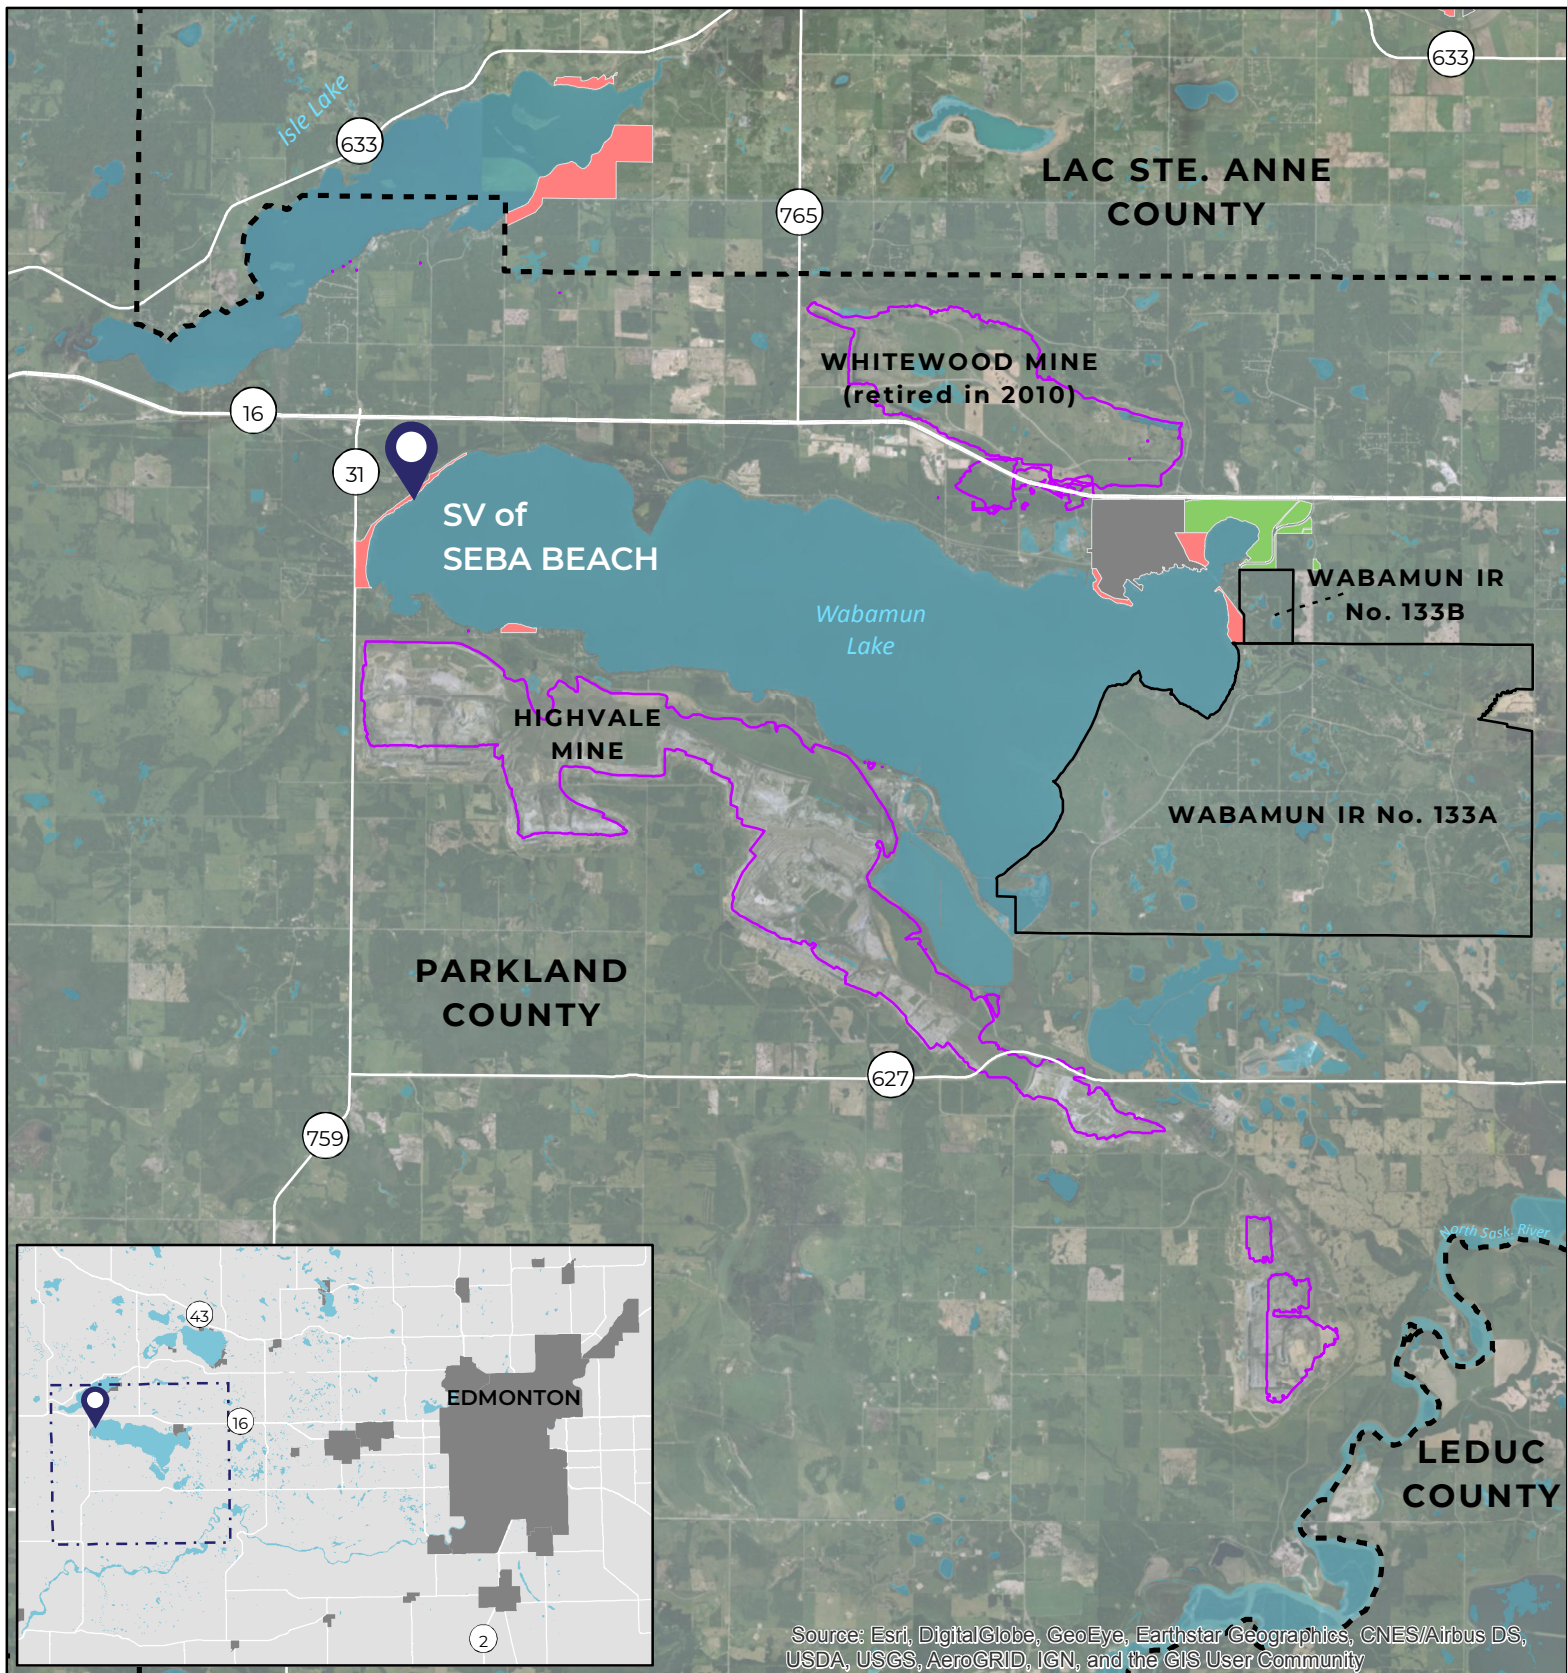 633
Isle Lake
633
LAC STE. ANNE
COUNTY
765
WHITEWOOD MINE
(retired in 2010)
16
31
SV of
SEBA BEACH
WABAMUN IR
No. 133B
Wabamun
Lake
HIGHVALE
MINE
WABAMUN IR No. 133A
PARKLAND
COUNTY
627
759
North Sask. River
43
EDMONTON
16
LEDUC
COUNTY
2
Source: Esri, DigitalGlobe, GeoEye, Earthstar Geographics, CNES/Airbus DS,
USDA, USGS, AeroGRID, IGN, and the GIS User Community